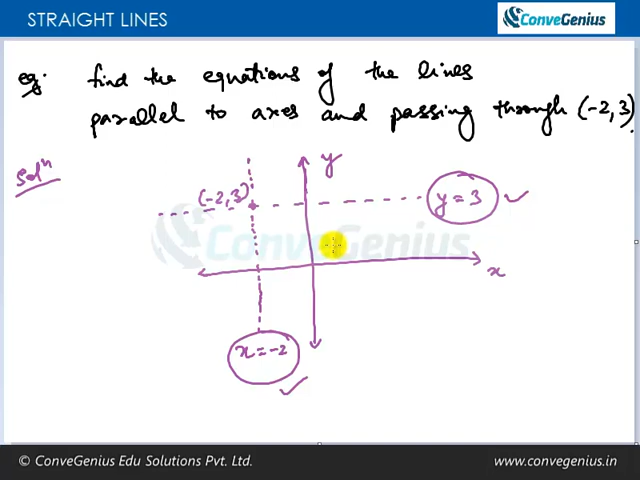 STRAIGHT LINES
ConveGenius
eg: find the equations of the lines
parallel to axes and passing through (-2,3).
Solⁿ
y
(-2,3)
y = 3
ConveGenius
x
x = -2
© ConveGenius Edu Solutions Pvt. Ltd.
www.convegenius.in